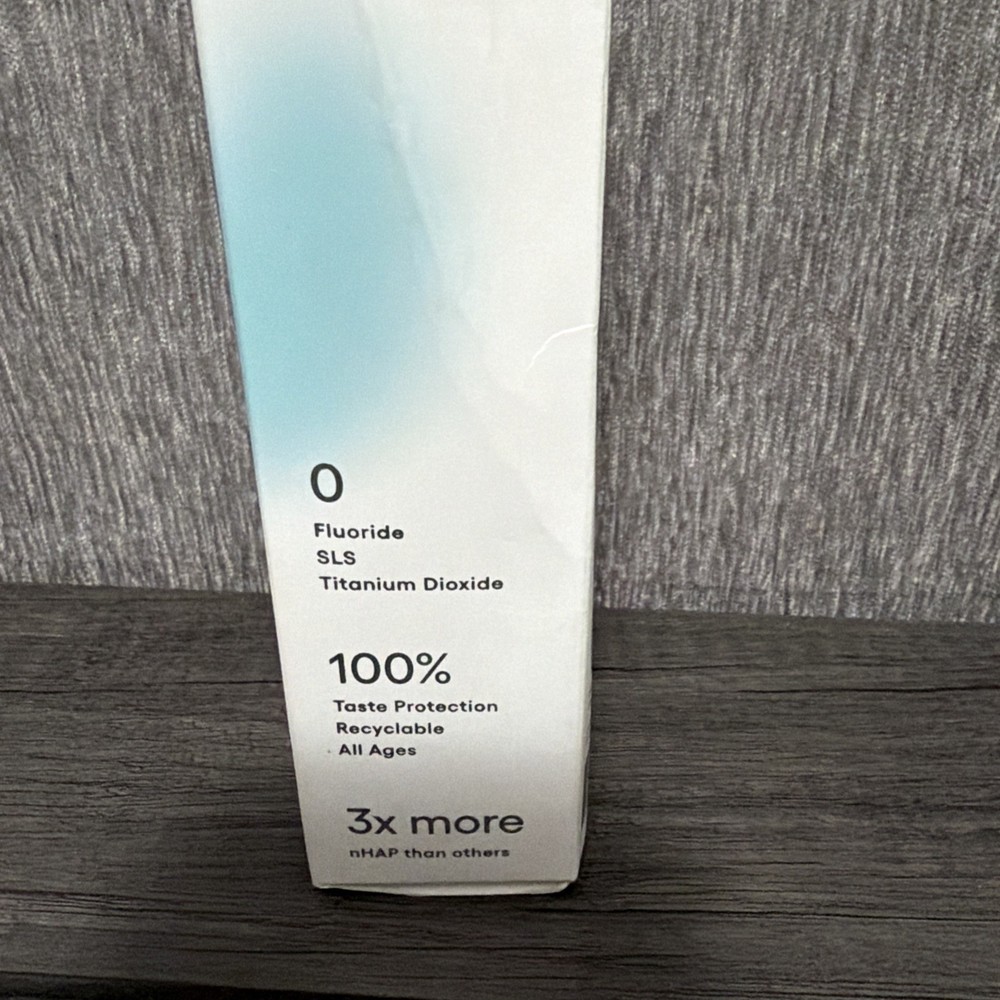 0
Fluoride
SLS
Titanium Dioxide
100%
Taste Protection
Recyclable
All Ages
3x more
nHAP than others